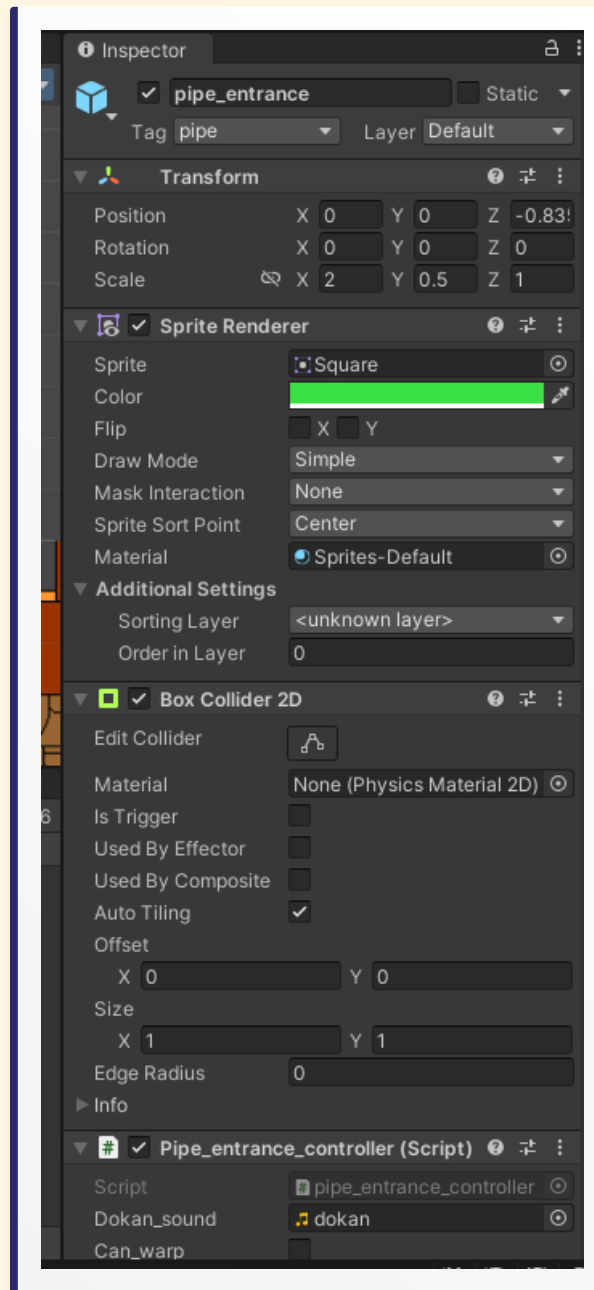 Inspector
pipe_entrance Static
Tag pipe Layer Default
Transform
Position X 0 Y 0 Z -0.83
Rotation X 0 Y 0 Z 0
Scale X 2 Y 0.5 Z 1
Sprite Renderer
Sprite Square
Color
Flip X Y
Draw Mode Simple
Mask Interaction None
Sprite Sort Point Center
Material Sprites-Default
Additional Settings
Sorting Layer <unknown layer>
Order in Layer 0
Box Collider 2D
Edit Collider
Material None (Physics Material 2D)
6 Is Trigger
Used By Effector
Used By Composite
Auto Tiling
Offset
X 0 Y 0
Size
X 1 Y 1
Edge Radius 0
Info
# Pipe_entrance_controller (Script)
Script # pipe_entrance_controller
Dokan_sound dokan
Can_warp